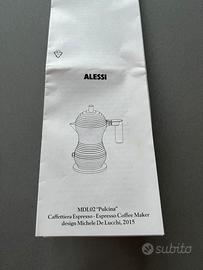 ALESSI
MDL02 "Pulcina"
Caffettiera Espresso - Espresso Coffee Maker
design Michele De Lucchi, 2015
subito